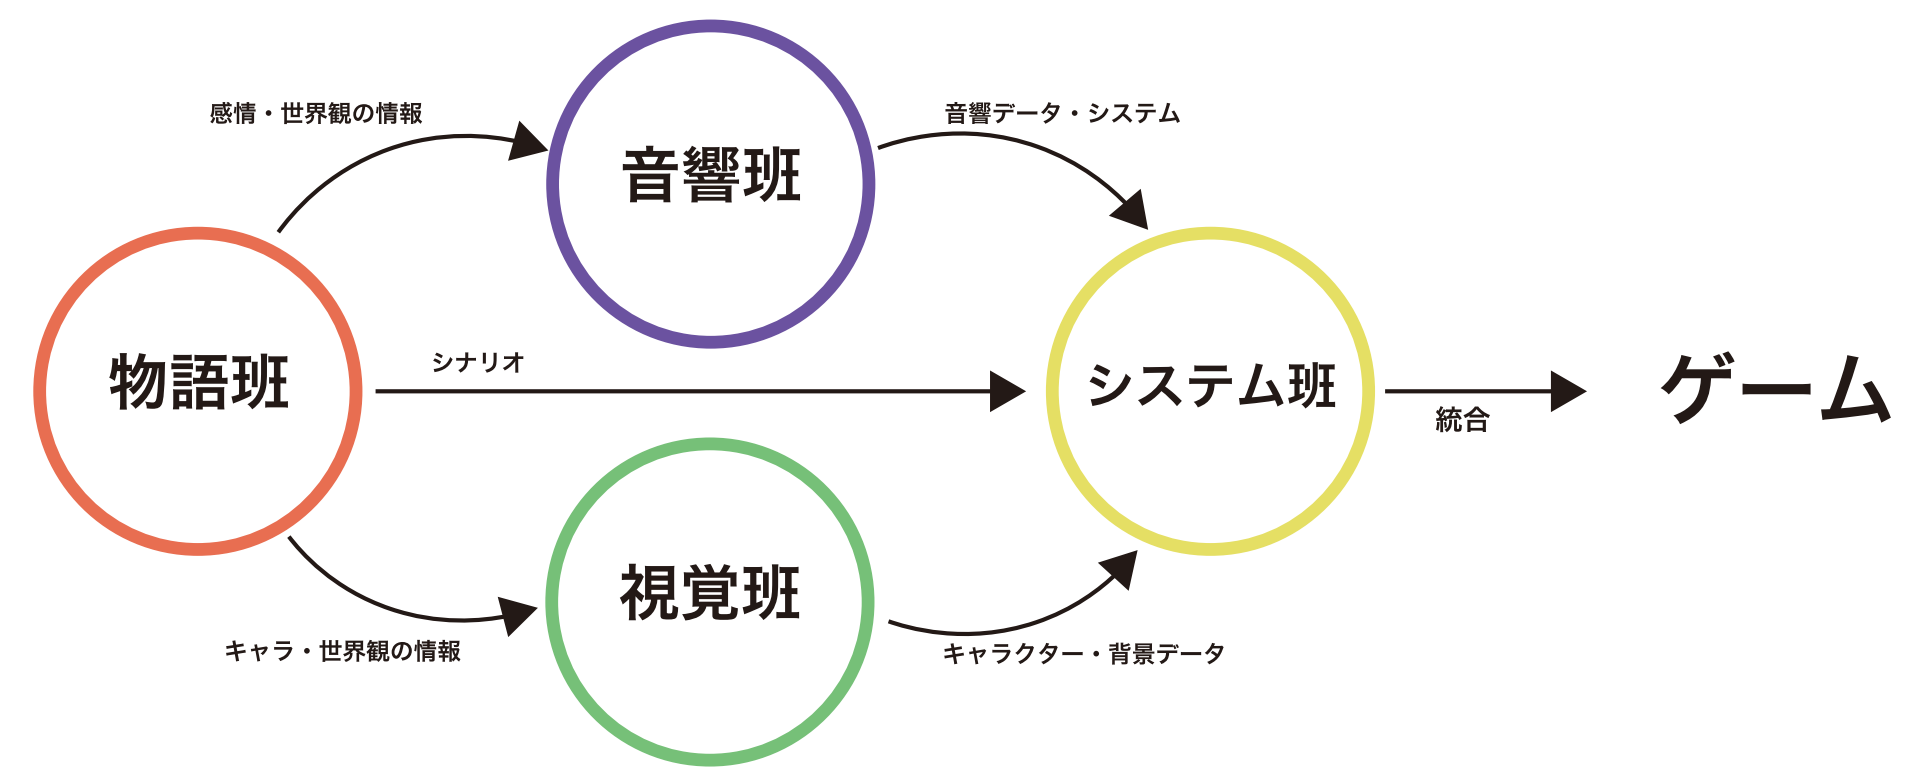 感情・世界観の情報
音響班
音響データ・システム
物語班
シナリオ
システム班
統合
ゲーム
視覚班
キャラ・世界観の情報
キャラクター・背景データ